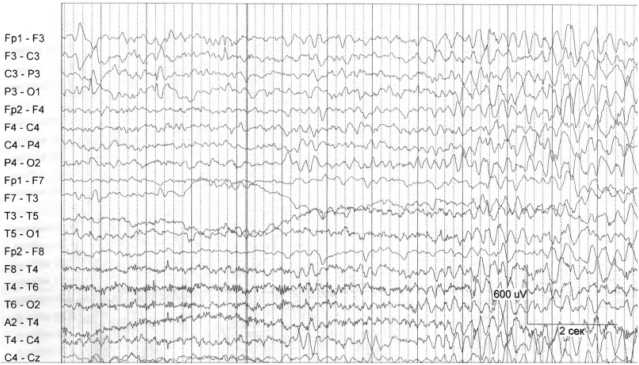 Fp1 - F3
F3 - C3
C3 - P3
P3 - O1
Fp2 - F4
F4 - C4
C4 - P4
P4 - O2
Fp1 - F7
F7 - T3
T3 - T5
T5 - O1
Fp2 - F8
F8 - T4
T4 - T6
T6 - O2
A2 - T4
T4 - C4
C4 - Cz
600 uV
2 сек